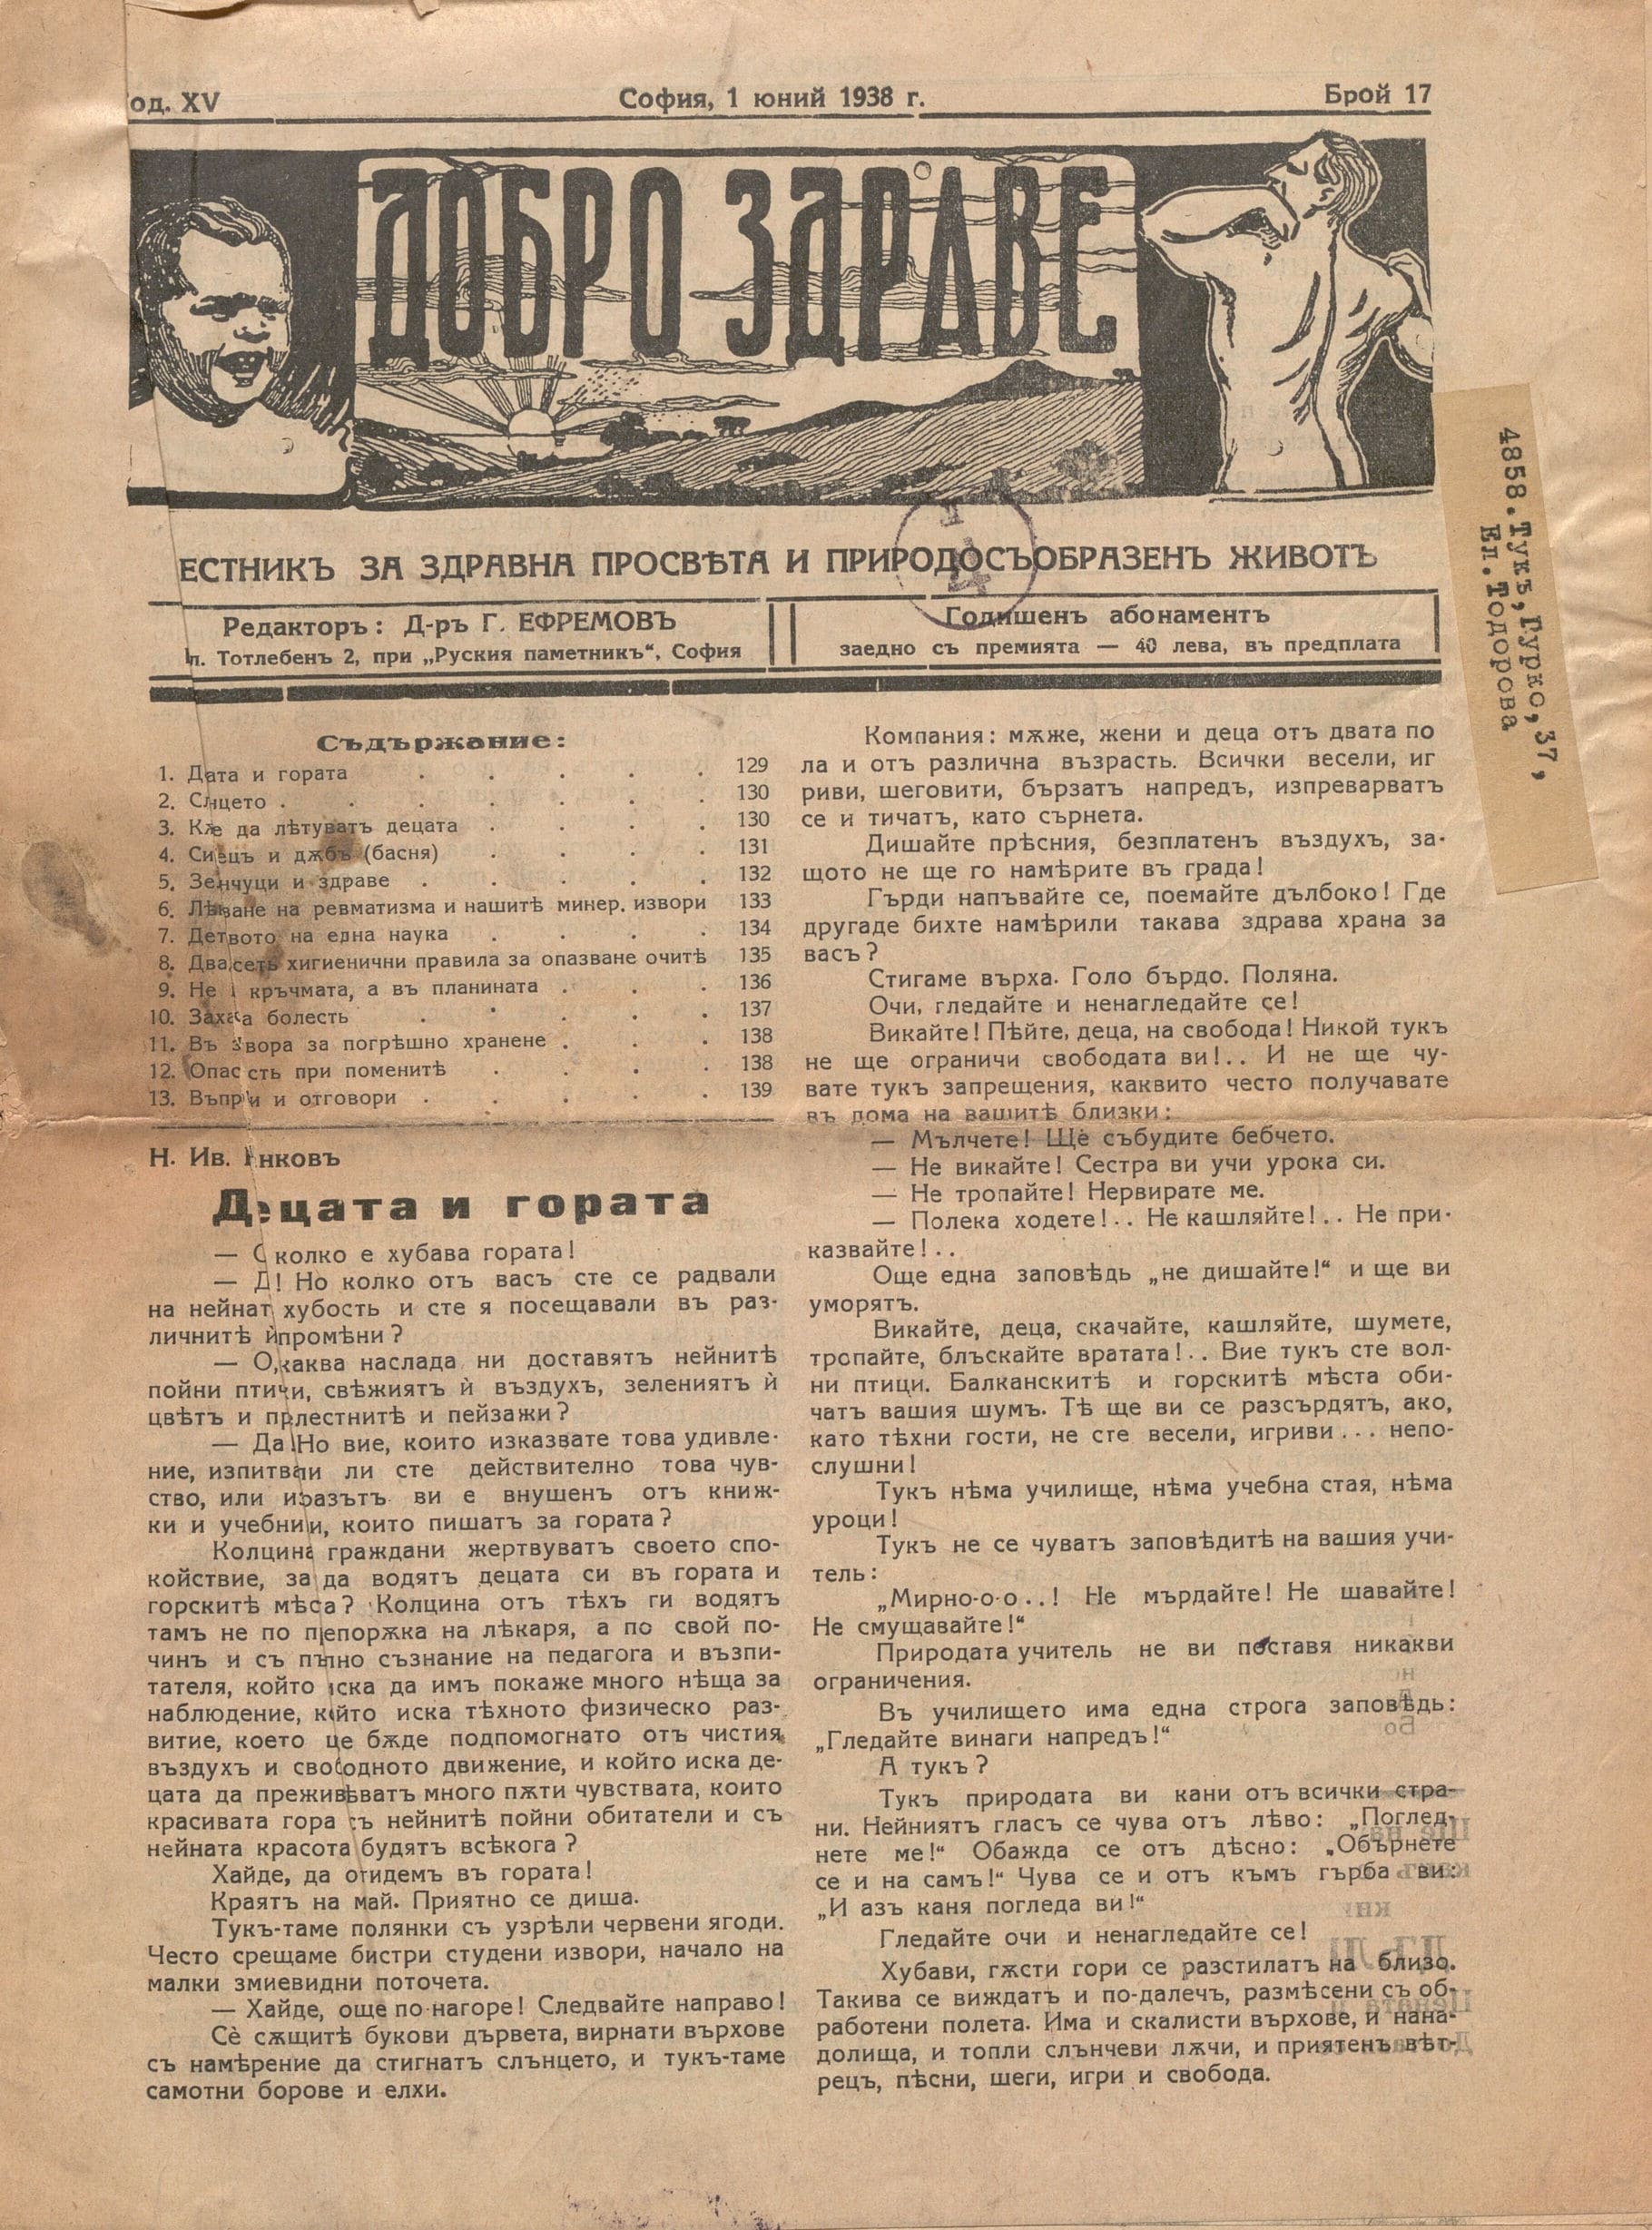 од. XV
София, 1 юний 1938 г.
Брой 17
ДОБРО ЗДРАВЕ
ЕСТНИКЪ ЗА ЗДРАВНА ПРОСВѢТА И ПРИРОДОСЪОБРАЗЕНЪ ЖИВОТЪ
Редакторъ: Д-ръ Г. ЕФРЕМОВЪ
п. Тотлебенъ 2, при „Руския паметникъ“, София
Годишенъ абонаментъ
заедно съ премията — 40 лева, въ предплата
4858. Тукъ, Гурко, 37,
Ел. Тодорова
Съдържание:
1. Дата и гората . . . . . 129
2. Снцето . . . . . . . 130
3. Кѫе да лѣтуватъ децата . . . . 130
4. Сиецъ и дѫбъ (басня) . . . . 131
5. Зенчуци и здраве . . . . . 132
6. Лѣване на ревматизма и нашитѣ минер. извори 133
7. Детвото на една наука . . . . 134
8. Двасеть хигиенични правила за опазване очитѣ 135
9. Не кръчмата, а въ планината . . . 136
10. Заха болесть . . . . . 137
11. Въ звора за погрѣшно хранене . . . 138
12. Опасть при поменитѣ . . . . 138
13. Въпри и отговори . . . . . 139
Н. Ив. нковъ
Децата и гората
— О колко е хубава гората!
— Д! Но колко отъ васъ сте се радвали
на нейнат хубость и сте я посещавали въ раз-
личнитѣ ѝ промѣни?
— О, каква наслада ни доставятъ нейнитѣ
пойни птичи, свѣжиятъ ѝ въздухъ, зелениятъ ѝ
цвѣтъ и прлестнитѣ и пейзажи?
— Да Но вие, които изказвате това удивле-
ние, изпитвали ли сте действително това чув-
ство, или изразътъ ви е внушенъ отъ книж-
ки и учебнии, които пишатъ за гората?
Колцина граждани жертвуватъ своето спо-
койствие, за да водятъ децата си въ гората и
горскитѣ мѣса? Колцина отъ тѣхъ ги водятъ
тамъ не по препорѫка на лѣкаря, а по свой по-
чинъ и съ пълно съзнание на педагога и възпи-
тателя, който иска да имъ покаже много нѣща за
наблюдение, който иска тѣхното физическо раз-
витие, което ще бѫде подпомогнато отъ чистия
въздухъ и свободното движение, и който иска де-
цата да преживѣватъ много пѫти чувствата, които
красивата гора съ нейнитѣ пойни обитатели и съ
нейната красота будятъ всѣкога?
Хайде, да отидемъ въ гората!
Краятъ на май. Приятно се диша.
Тукъ-таме полянки съ узрѣли червени ягоди.
Често срещаме бистри студени извори, начало на
малки змиевидни поточета.
— Хайде, още по-нагоре! Следвайте направо!
Сѐ сѫщитѣ букови дървета, вирнати върхове
съ намѣрение да стигнатъ слънцето, и тукъ-таме
самотни борове и елхи.
Компания: мѫже, жени и деца отъ двата по
ла и отъ различна възрасть. Всички весели, иг
риви, шеговити, бързатъ напредъ, изпреварватъ
се и тичатъ, като сърнета.
Дишайте прѣсния, безплатенъ въздухъ, за-
щото не ще го намѣрите въ града!
Гърди напъвайте се, поемайте дълбоко! Где
другаде бихте намѣрили такава здрава храна за
васъ?
Стигаме върха. Голо бърдо. Поляна.
Очи, гледайте и ненагледайте се!
Викайте! Пѣйте, деца, на свобода! Никой тукъ
не ще ограничи свободата ви!.. И не ще чу-
вате тукъ запрещения, каквито често получавате
въ дома на вашитѣ близки:
— Мълчете! Ще събудите бебчето.
— Не викайте! Сестра ви учи урока си.
— Не тропайте! Нервирате ме.
— Полека ходете!.. Не кашляйте!.. Не при-
казвайте!..
Още една заповѣдь „не дишайте!“ и ще ви
уморятъ.
Викайте, деца, скачайте, кашляйте, шумете,
тропайте, блъскайте вратата!.. Вие тукъ сте вол-
ни птици. Балканскитѣ и горскитѣ мѣста оби-
чатъ вашия шумъ. Тѣ ще ви се разсърдятъ, ако,
като тѣхни гости, не сте весели, игриви... непо-
слушни!
Тукъ нѣма училище, нѣма учебна стая, нѣма
уроци!
Тукъ не се чуватъ заповѣдитѣ на вашия учи-
тель:
„Мирно-о-о..! Не мърдайте! Не шавайте!
Не смущавайте!“
Природата учитель не ви поставя никакви
ограничения.
Въ училището има една строга заповѣдь:
„Гледайте винаги напредъ!“
А тукъ?
Тукъ природата ви кани отъ всички стра-
ни. Нейниятъ гласъ се чува отъ лѣво: „Поглед-
нете ме!“ Обажда се отъ дѣсно: „Обърнете
се и на самъ!“ Чува се и отъ къмъ гърба ви:
„И азъ каня погледа ви!“
Гледайте очи и ненагледайте се!
Хубави, гѫсти гори се разстилатъ на близо.
Такива се виждатъ и по-далечъ, размѣсени съ об-
работени полета. Има и скалисти върхове, и нана-
долища, и топли слънчеви лѫчи, и приятенъ вѣт-
рецъ, пѣсни, шеги, игри и свобода.